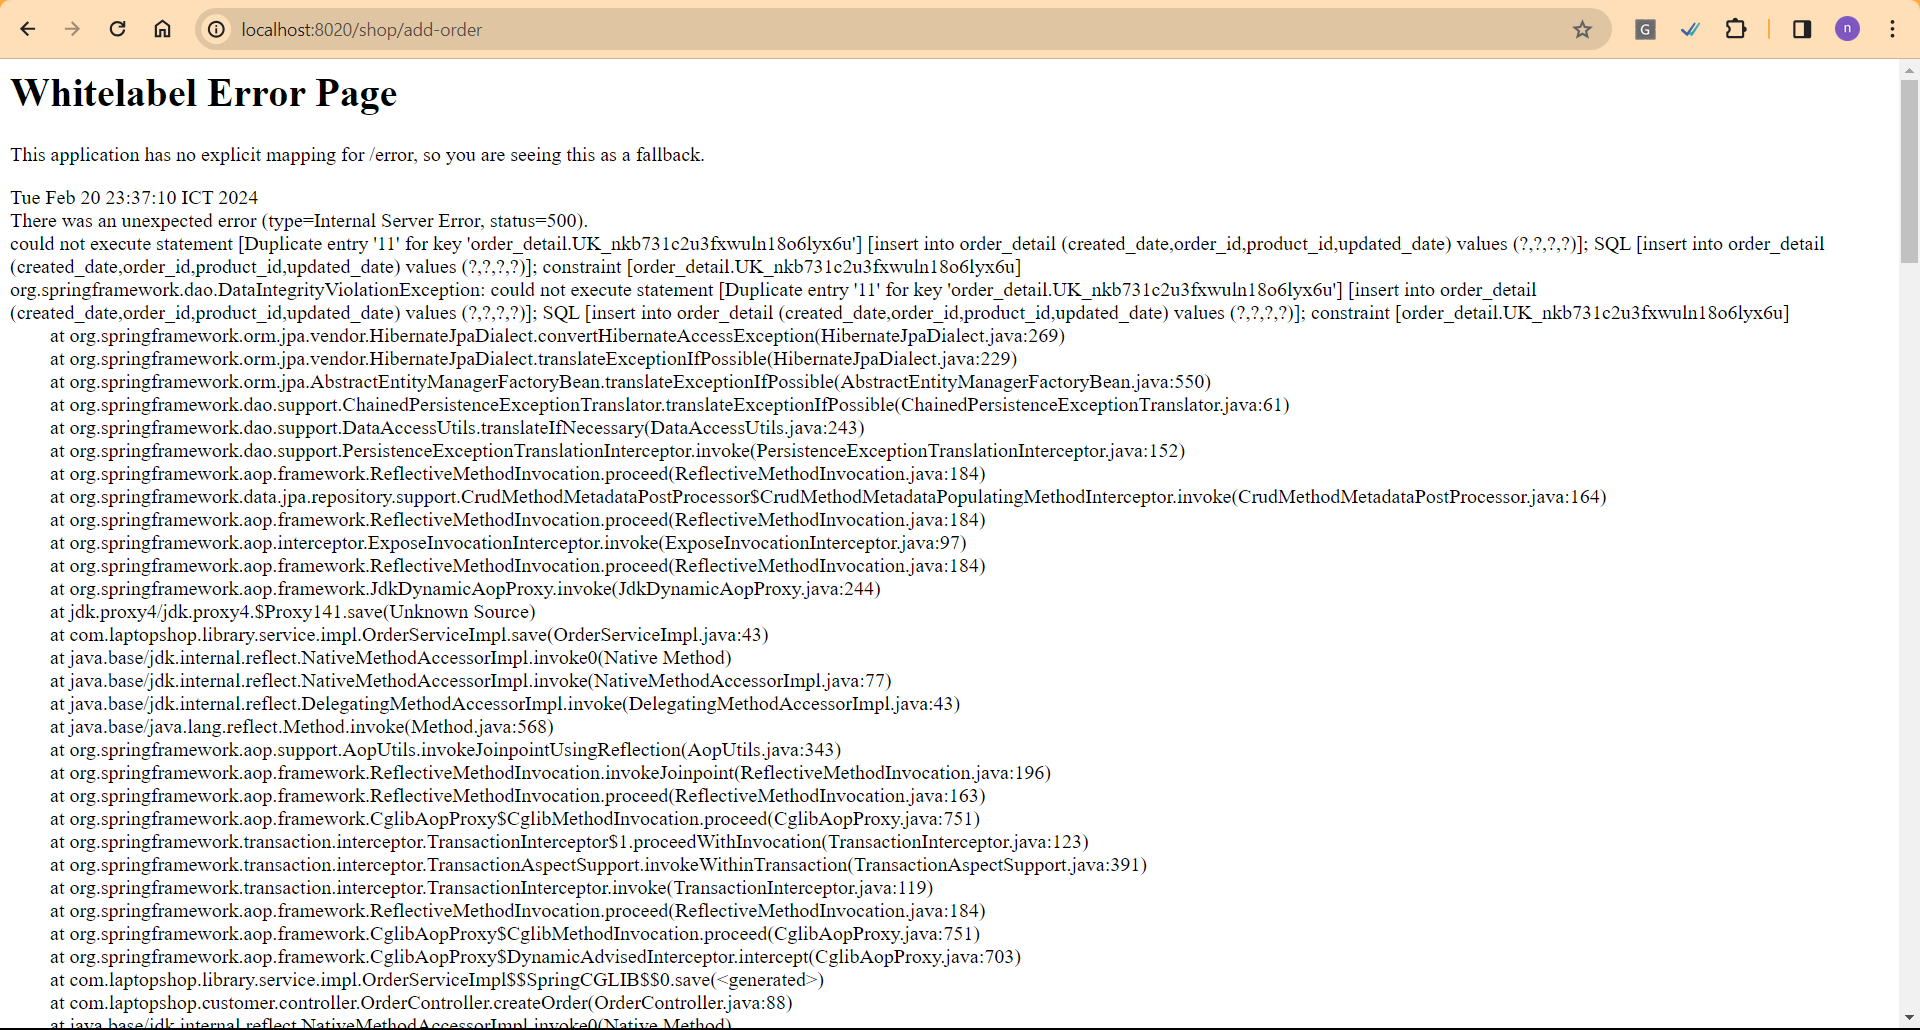 localhost:8020/shop/add-order
G
n
Whitelabel Error Page
This application has no explicit mapping for /error, so you are seeing this as a fallback.
Tue Feb 20 23:37:10 ICT 2024
There was an unexpected error (type=Internal Server Error, status=500).
could not execute statement [Duplicate entry '11' for key 'order_detail.UK_nkb731c2u3fxwuln18o6lyx6u'] [insert into order_detail (created_date,order_id,product_id,updated_date) values (?,?,?,?)]; SQL [insert into order_detail
(created_date,order_id,product_id,updated_date) values (?,?,?,?)]; constraint [order_detail.UK_nkb731c2u3fxwuln18o6lyx6u]
org.springframework.dao.DataIntegrityViolationException: could not execute statement [Duplicate entry '11' for key 'order_detail.UK_nkb731c2u3fxwuln18o6lyx6u'] [insert into order_detail
(created_date,order_id,product_id,updated_date) values (?,?,?,?)]; SQL [insert into order_detail (created_date,order_id,product_id,updated_date) values (?,?,?,?)]; constraint [order_detail.UK_nkb731c2u3fxwuln18o6lyx6u]
at org.springframework.orm.jpa.vendor.HibernateJpaDialect.convertHibernateAccessException(HibernateJpaDialect.java:269)
at org.springframework.orm.jpa.vendor.HibernateJpaDialect.translateExceptionIfPossible(HibernateJpaDialect.java:229)
at org.springframework.orm.jpa.AbstractEntityManagerFactoryBean.translateExceptionIfPossible(AbstractEntityManagerFactoryBean.java:550)
at org.springframework.dao.support.ChainedPersistenceExceptionTranslator.translateExceptionIfPossible(ChainedPersistenceExceptionTranslator.java:61)
at org.springframework.dao.support.DataAccessUtils.translateIfNecessary(DataAccessUtils.java:243)
at org.springframework.dao.support.PersistenceExceptionTranslationInterceptor.invoke(PersistenceExceptionTranslationInterceptor.java:152)
at org.springframework.aop.framework.ReflectiveMethodInvocation.proceed(ReflectiveMethodInvocation.java:184)
at org.springframework.data.jpa.repository.support.CrudMethodMetadataPostProcessor$CrudMethodMetadataPopulatingMethodInterceptor.invoke(CrudMethodMetadataPostProcessor.java:164)
at org.springframework.aop.framework.ReflectiveMethodInvocation.proceed(ReflectiveMethodInvocation.java:184)
at org.springframework.aop.interceptor.ExposeInvocationInterceptor.invoke(ExposeInvocationInterceptor.java:97)
at org.springframework.aop.framework.ReflectiveMethodInvocation.proceed(ReflectiveMethodInvocation.java:184)
at org.springframework.aop.framework.JdkDynamicAopProxy.invoke(JdkDynamicAopProxy.java:244)
at jdk.proxy4/jdk.proxy4.$Proxy141.save(Unknown Source)
at com.laptopshop.library.service.impl.OrderServiceImpl.save(OrderServiceImpl.java:43)
at java.base/jdk.internal.reflect.NativeMethodAccessorImpl.invoke0(Native Method)
at java.base/jdk.internal.reflect.NativeMethodAccessorImpl.invoke(NativeMethodAccessorImpl.java:77)
at java.base/jdk.internal.reflect.DelegatingMethodAccessorImpl.invoke(DelegatingMethodAccessorImpl.java:43)
at java.base/java.lang.reflect.Method.invoke(Method.java:568)
at org.springframework.aop.support.AopUtils.invokeJoinpointUsingReflection(AopUtils.java:343)
at org.springframework.aop.framework.ReflectiveMethodInvocation.invokeJoinpoint(ReflectiveMethodInvocation.java:196)
at org.springframework.aop.framework.ReflectiveMethodInvocation.proceed(ReflectiveMethodInvocation.java:163)
at org.springframework.aop.framework.CglibAopProxy$CglibMethodInvocation.proceed(CglibAopProxy.java:751)
at org.springframework.transaction.interceptor.TransactionInterceptor$1.proceedWithInvocation(TransactionInterceptor.java:123)
at org.springframework.transaction.interceptor.TransactionAspectSupport.invokeWithinTransaction(TransactionAspectSupport.java:391)
at org.springframework.transaction.interceptor.TransactionInterceptor.invoke(TransactionInterceptor.java:119)
at org.springframework.aop.framework.ReflectiveMethodInvocation.proceed(ReflectiveMethodInvocation.java:184)
at org.springframework.aop.framework.CglibAopProxy$CglibMethodInvocation.proceed(CglibAopProxy.java:751)
at org.springframework.aop.framework.CglibAopProxy$DynamicAdvisedInterceptor.intercept(CglibAopProxy.java:703)
at com.laptopshop.library.service.impl.OrderServiceImpl$$SpringCGLIB$$0.save(<generated>)
at com.laptopshop.customer.controller.OrderController.createOrder(OrderController.java:88)
at java.base/jdk.internal.reflect.NativeMethodAccessorImpl.invoke0(Native Method)